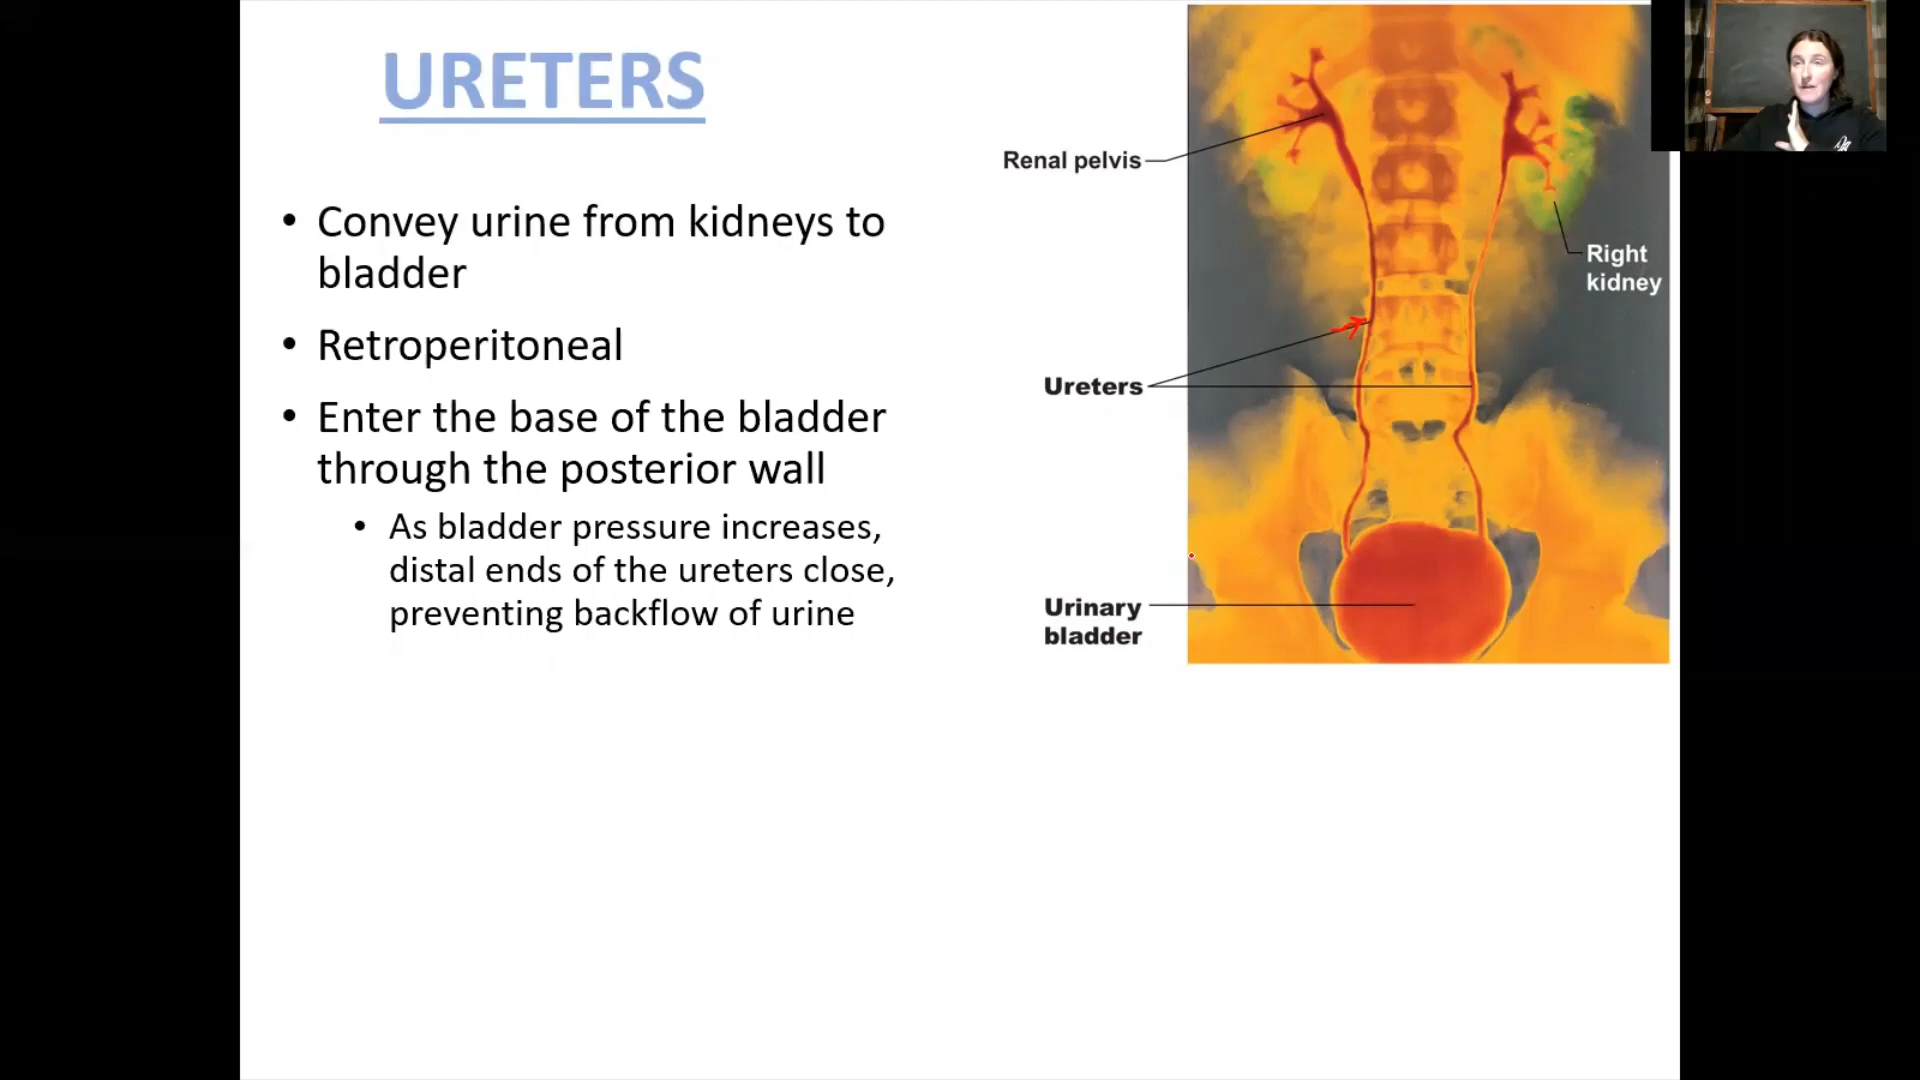 URETERS
• Convey urine from kidneys to
bladder
• Retroperitoneal
• Enter the base of the bladder
through the posterior wall
• As bladder pressure increases,
distal ends of the ureters close,
preventing backflow of urine
Renal pelvis
Right
kidney
Ureters
Urinary
bladder